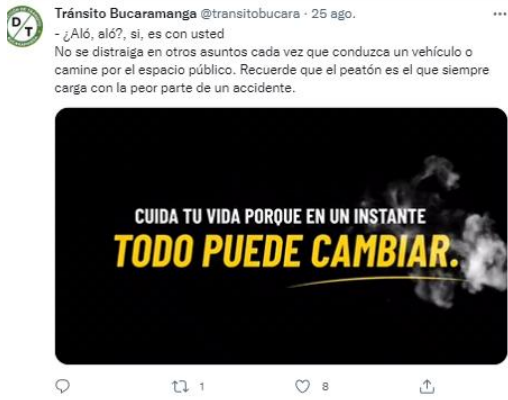 Tránsito Bucaramanga @transitobucara · 25 ago.
- ¿Aló, aló?, si, es con usted
No se distraiga en otros asuntos cada vez que conduzca un vehículo o
camine por el espacio público. Recuerde que el peatón es el que siempre
carga con la peor parte de un accidente.
CUIDA TU VIDA PORQUE EN UN INSTANTE
TODO PUEDE CAMBIAR.
1
8